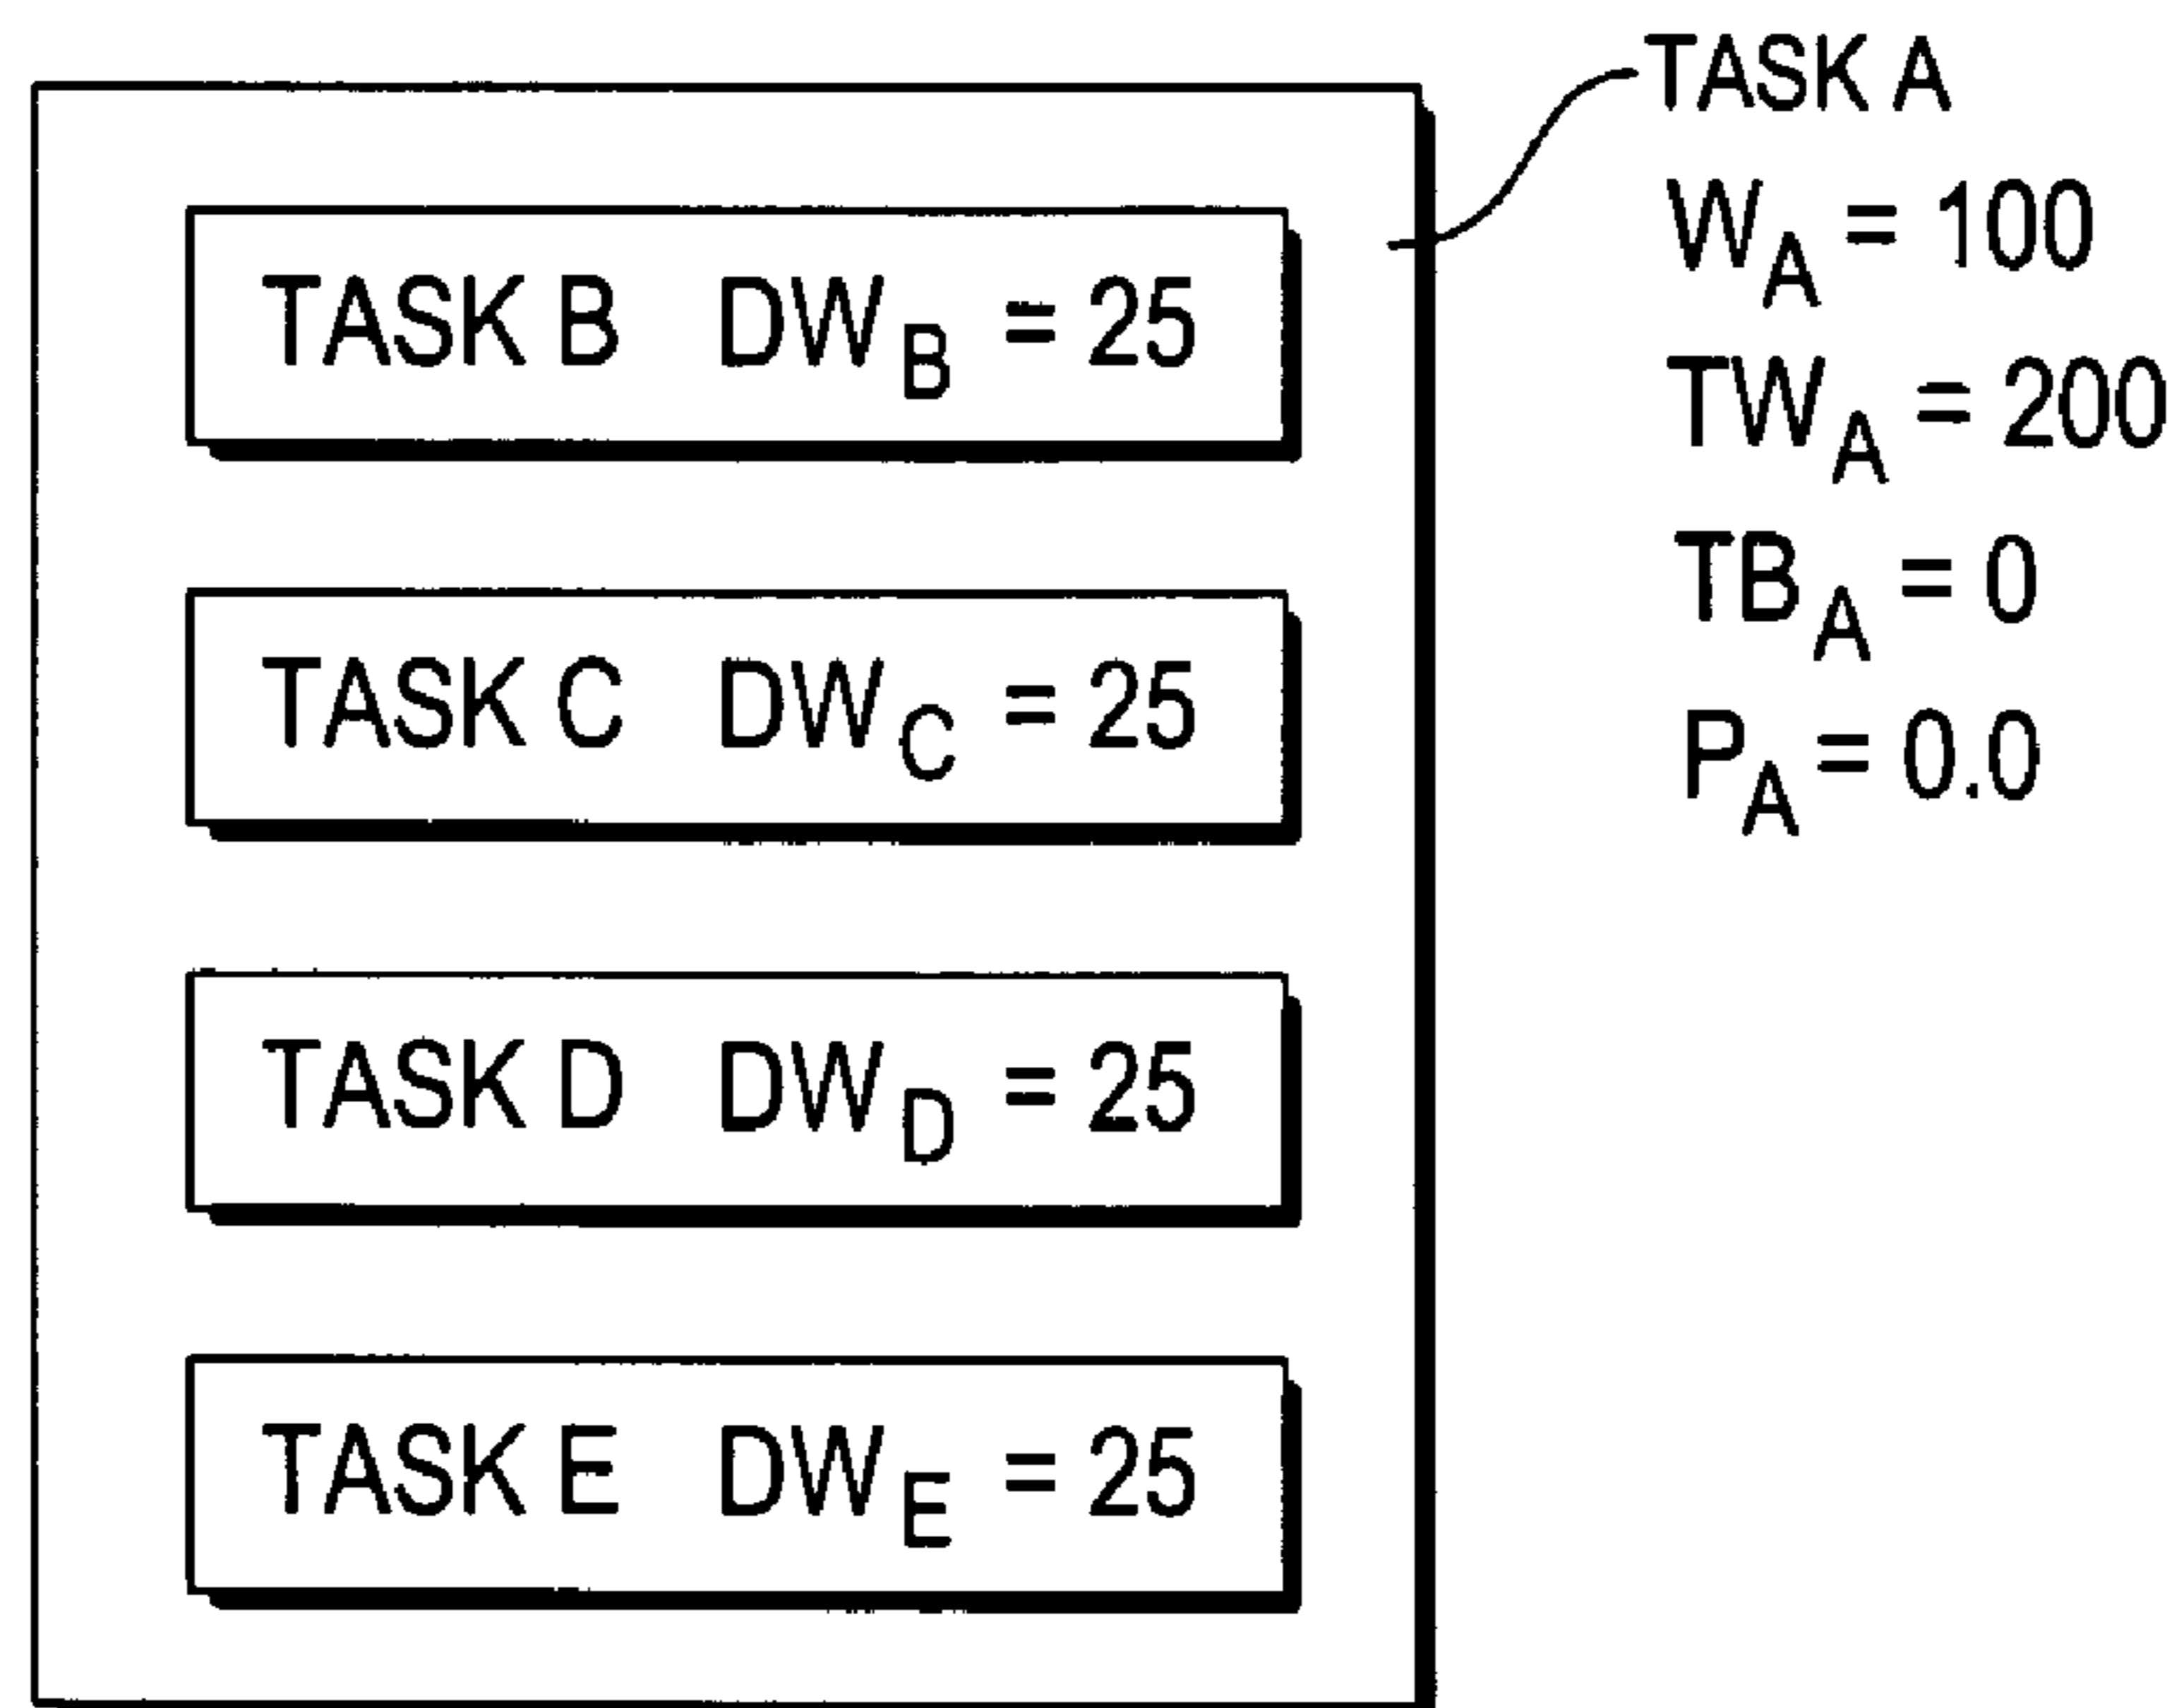 TASK A
W_A = 100
TW_A = 200
TB_A = 0
P_A = 0.0
TASK B DW_B = 25
TASK C DW_C = 25
TASK D DW_D = 25
TASK E DW_E = 25